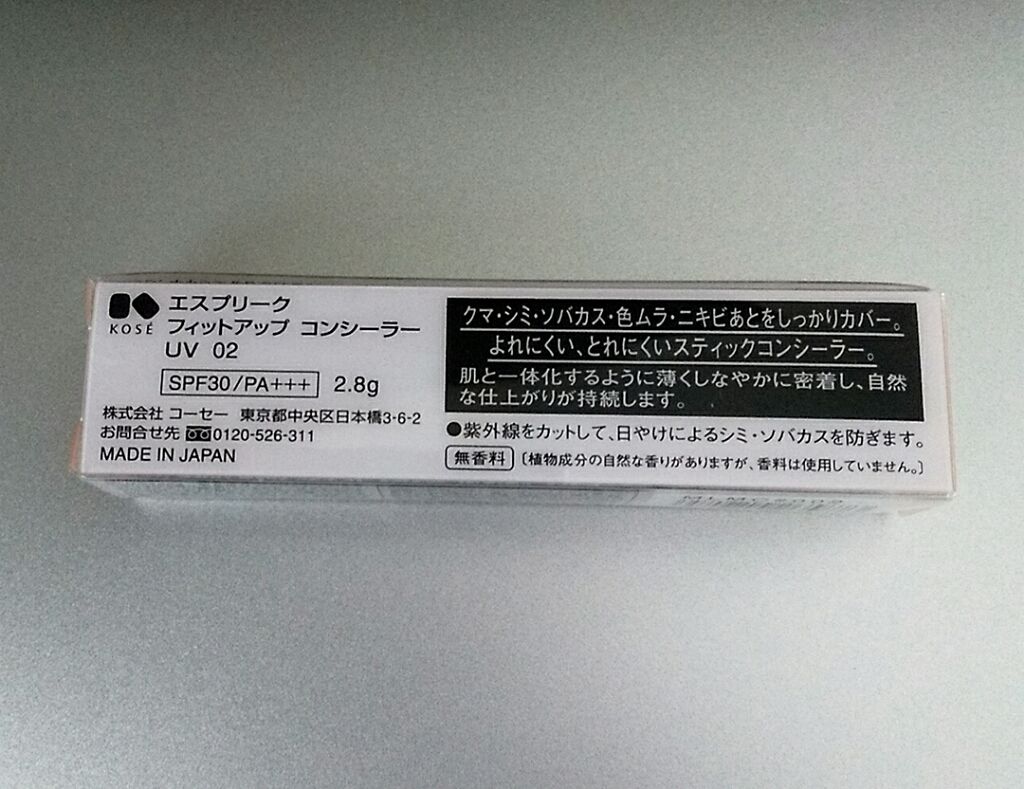 KOSÉ
エスプリーク
フィットアップ コンシーラー
UV 02
SPF30/PA+++ 2.8g
株式会社 コーセー 東京都中央区日本橋3-6-2
お問合せ先 0120-526-311
MADE IN JAPAN
クマ・シミ・ソバカス・色ムラ・ニキビあとをしっかりカバー。
よれにくい、とれにくいスティックコンシーラー。
肌と一体化するように薄くしなやかに密着し、自然
な仕上がりが持続します。
●紫外線をカットして、日やけによるシミ・ソバカスを防ぎます。
無香料 〔植物成分の自然な香りがありますが、香料は使用していません。〕